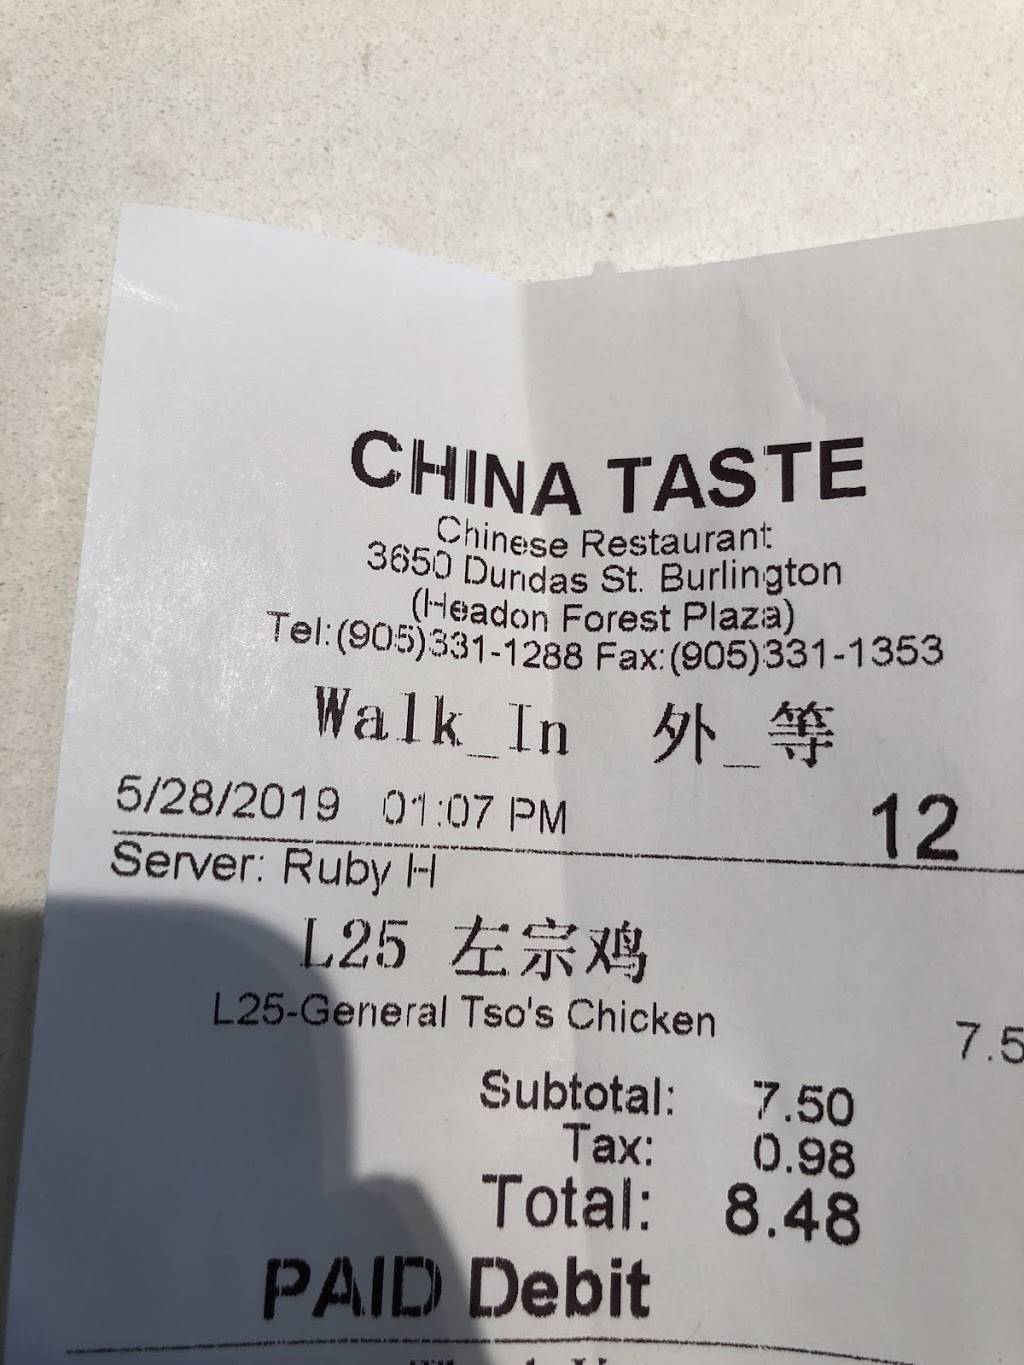 CHINA TASTE
Chinese Restaurant
3650 Dundas St. Burlington
(Headon Forest Plaza)
Tel:(905)331-1288 Fax:(905)331-1353
Walk_In 外_等
5/28/2019 01:07 PM 12
Server: Ruby H
L25 左宗鸡
L25-General Tso's Chicken 7.5
Subtotal: 7.50
Tax: 0.98
Total: 8.48
PAID Debit